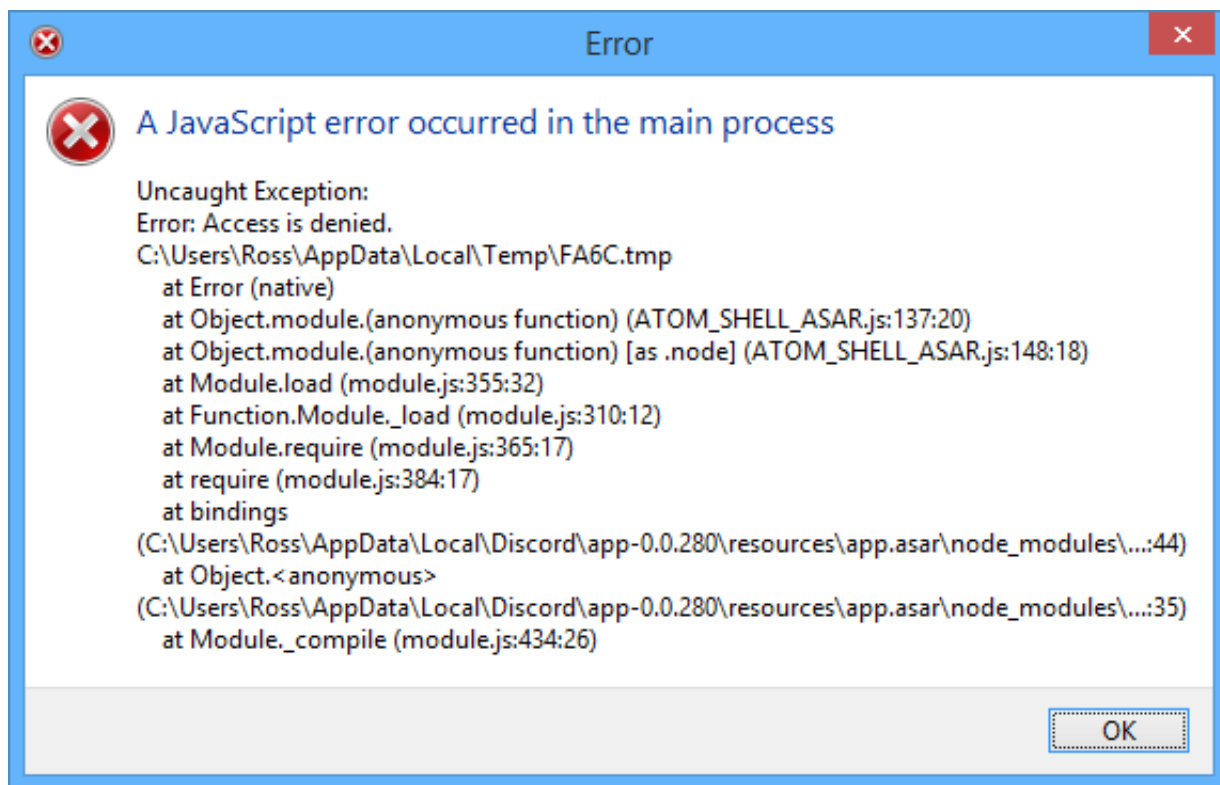 Error
A JavaScript error occurred in the main process
Uncaught Exception:
Error: Access is denied.
C:\Users\Ross\AppData\Local\Temp\FA6C.tmp
at Error (native)
at Object.module.(anonymous function) (ATOM_SHELL_ASAR.js:137:20)
at Object.module.(anonymous function) [as .node] (ATOM_SHELL_ASAR.js:148:18)
at Module.load (module.js:355:32)
at Function.Module._load (module.js:310:12)
at Module.require (module.js:365:17)
at require (module.js:384:17)
at bindings
(C:\Users\Ross\AppData\Local\Discord\app-0.0.280\resources\app.asar\node_modules\...:44)
at Object.<anonymous>
(C:\Users\Ross\AppData\Local\Discord\app-0.0.280\resources\app.asar\node_modules\...:35)
at Module._compile (module.js:434:26)
OK